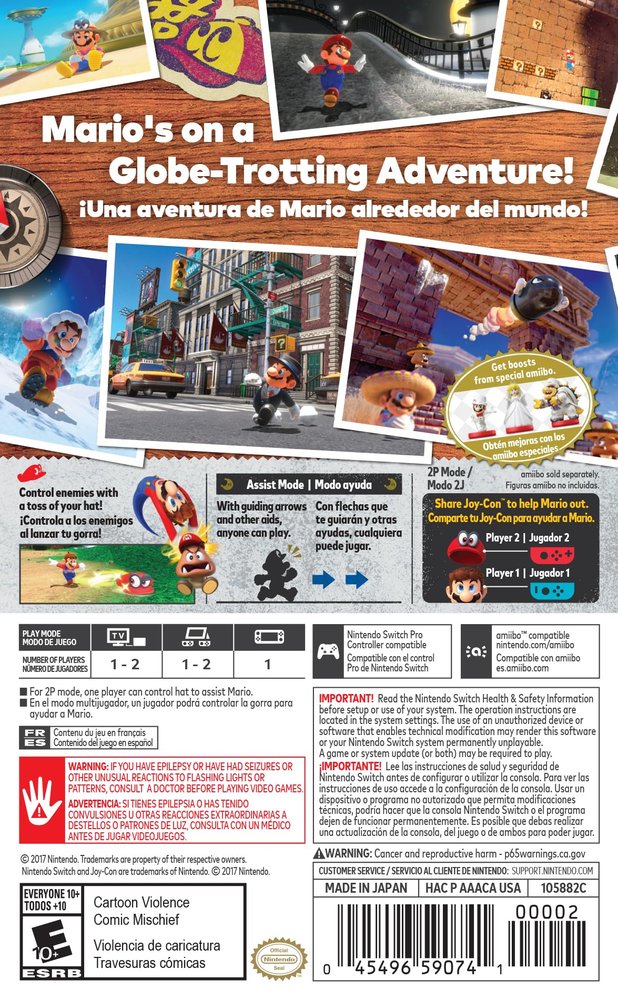 Mario's on a
Globe-Trotting Adventure!
¡Una aventura de Mario alrededor del mundo!
Get boosts
from special amiibo.
Obtén mejoras con los
amiibo especiales
2P Mode /
Modo 2J
amiibo sold separately.
Figuras amiibo no incluidas.
Control enemies with
a toss of your hat!
¡Controla a los enemigos
al lanzar tu gorra!
Assist Mode | Modo ayuda
With guiding arrows
and other aids,
anyone can play.
Con flechas que
te guiarán y otras
ayudas, cualquiera
puede jugar.
Share Joy-Con™ to help Mario out.
Comparte tu Joy-Con para ayudar a Mario.
Player 2 | Jugador 2
Player 1 | Jugador 1
PLAY MODE
MODO DE JUEGO
TV
NUMBER OF PLAYERS
NÚMERO DE JUGADORES
1 - 2
1 - 2
1
Nintendo Switch Pro
Controller compatible
Compatible con el control
Pro de Nintendo Switch
amiibo™ compatible
nintendo.com/amiibo
Compatible con amiibo
es.amiibo.com
■ For 2P mode, one player can control hat to assist Mario.
■ En el modo multijugador, un jugador podrá controlar la gorra para
ayudar a Mario.
FR Contenu du jeu en français
ES Contenido del juego en español
WARNING: IF YOU HAVE EPILEPSY OR HAVE HAD SEIZURES OR
OTHER UNUSUAL REACTIONS TO FLASHING LIGHTS OR
PATTERNS, CONSULT A DOCTOR BEFORE PLAYING VIDEO GAMES.
ADVERTENCIA: SI TIENES EPILEPSIA O HAS TENIDO
CONVULSIONES U OTRAS REACCIONES EXTRAORDINARIAS A
DESTELLOS O PATRONES DE LUZ, CONSULTA CON UN MÉDICO
ANTES DE JUGAR VIDEOJUEGOS.
IMPORTANT! Read the Nintendo Switch Health & Safety Information
before setup or use of your system. The operation instructions are
located in the system settings. The use of an unauthorized device or
software that enables technical modification may render this software
or your Nintendo Switch system permanently unplayable.
A game or system update (or both) may be required to play.
¡IMPORTANTE! Lee las instrucciones de salud y seguridad de
Nintendo Switch antes de configurar o utilizar la consola. Para ver las
instrucciones de uso accede a la configuración de la consola. Usar un
dispositivo o programa no autorizado que permita modificaciones
técnicas, podría hacer que la consola Nintendo Switch o el programa
dejen de funcionar permanentemente. Es posible que debas realizar
una actualización de la consola, del juego o de ambos para poder jugar.
© 2017 Nintendo. Trademarks are property of their respective owners.
Nintendo Switch and Joy-Con are trademarks of Nintendo. © 2017 Nintendo.
WARNING: Cancer and reproductive harm - p65warnings.ca.gov
CUSTOMER SERVICE / SERVICIO AL CLIENTE DE NINTENDO: SUPPORT.NINTENDO.COM
MADE IN JAPAN
HAC P AAACA USA
105882C
EVERYONE 10+
TODOS +10
E
10+
ESRB
Cartoon Violence
Comic Mischief
Violencia de caricatura
Travesuras cómicas
Official
Nintendo
Seal
00002
0 45496 59074 1